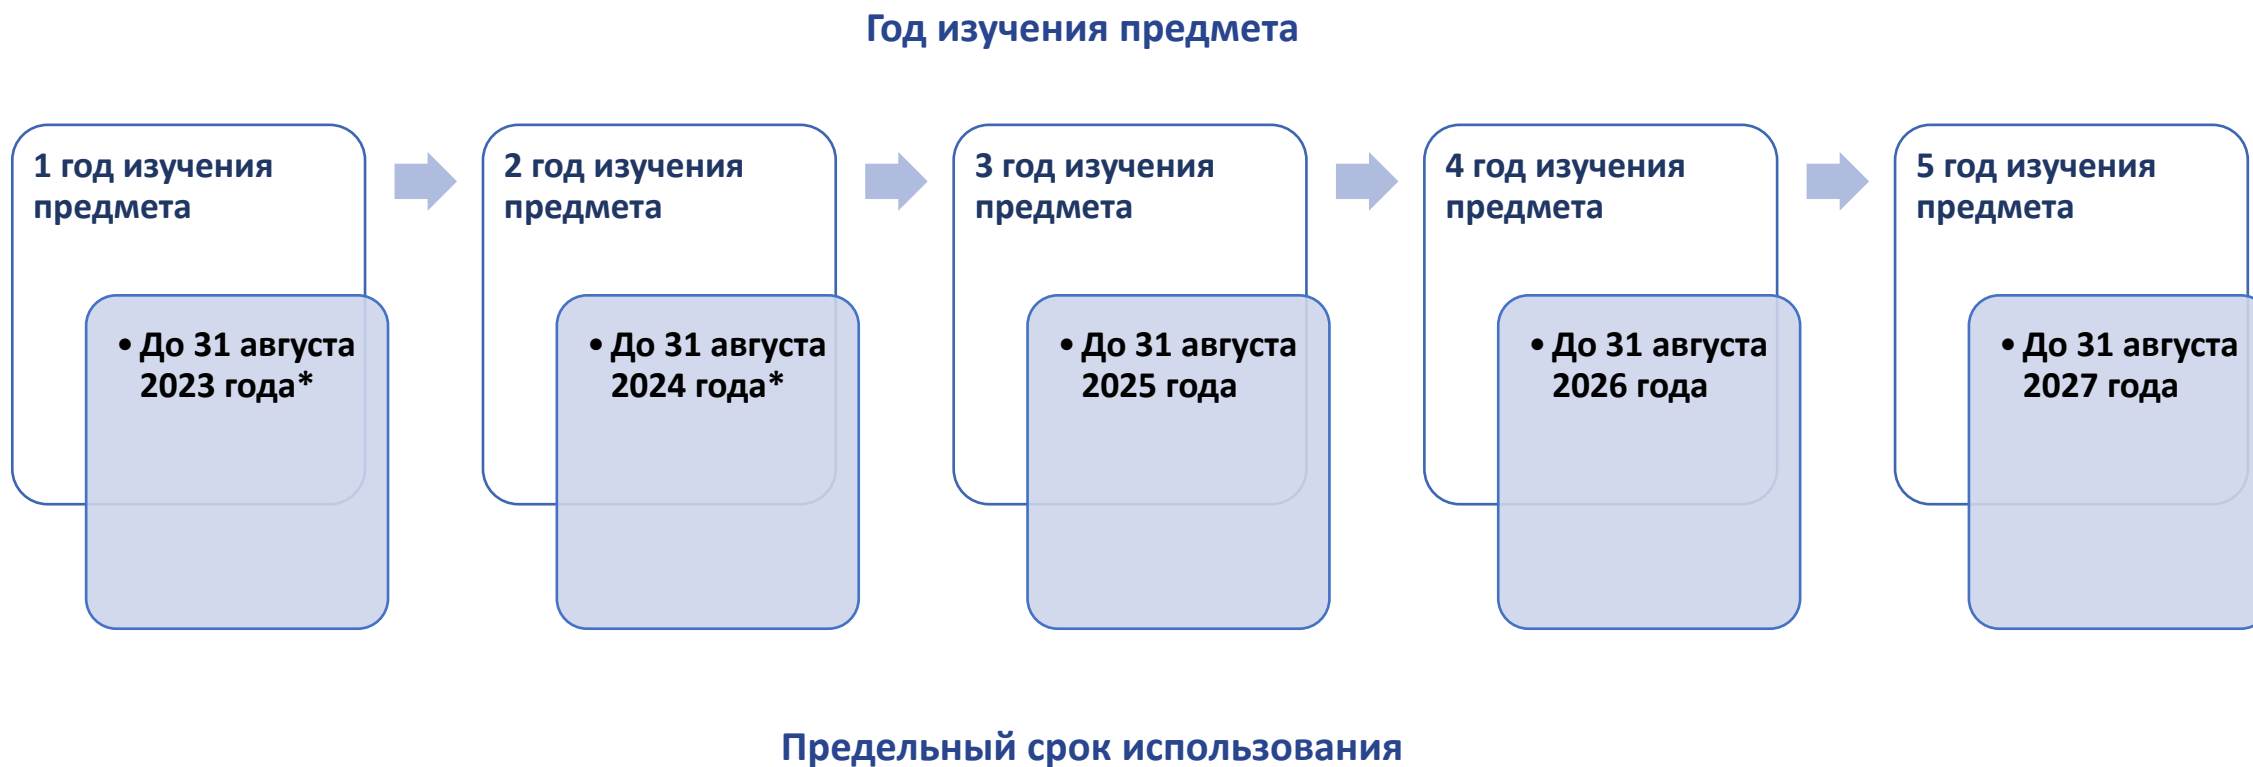 Год изучения предмета
1 год изучения
предмета
• До 31 августа
2023 года*
2 год изучения
предмета
• До 31 августа
2024 года*
3 год изучения
предмета
• До 31 августа
2025 года
4 год изучения
предмета
• До 31 августа
2026 года
5 год изучения
предмета
• До 31 августа
2027 года
Предельный срок использования